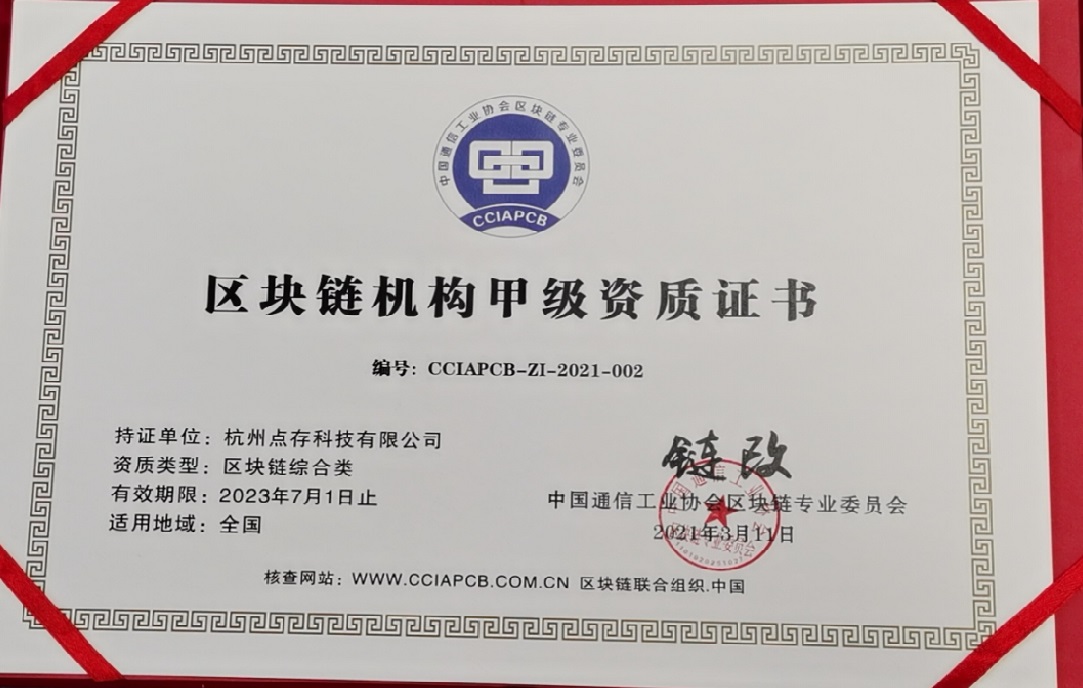 中国通信工业协会区块链专业委员会
CCIAPCB
区块链机构甲级资质证书
编号：CCIAPCB-ZI-2021-002
持证单位：杭州点存科技有限公司
资质类型：区块链综合类
有效期限：2023年7月1日止
适用地域：全国
链改
中国通信工业协会区块链专业委员会
2021年3月11日
核查网站：WWW.CCIAPCB.COM.CN 区块链联合组织.中国